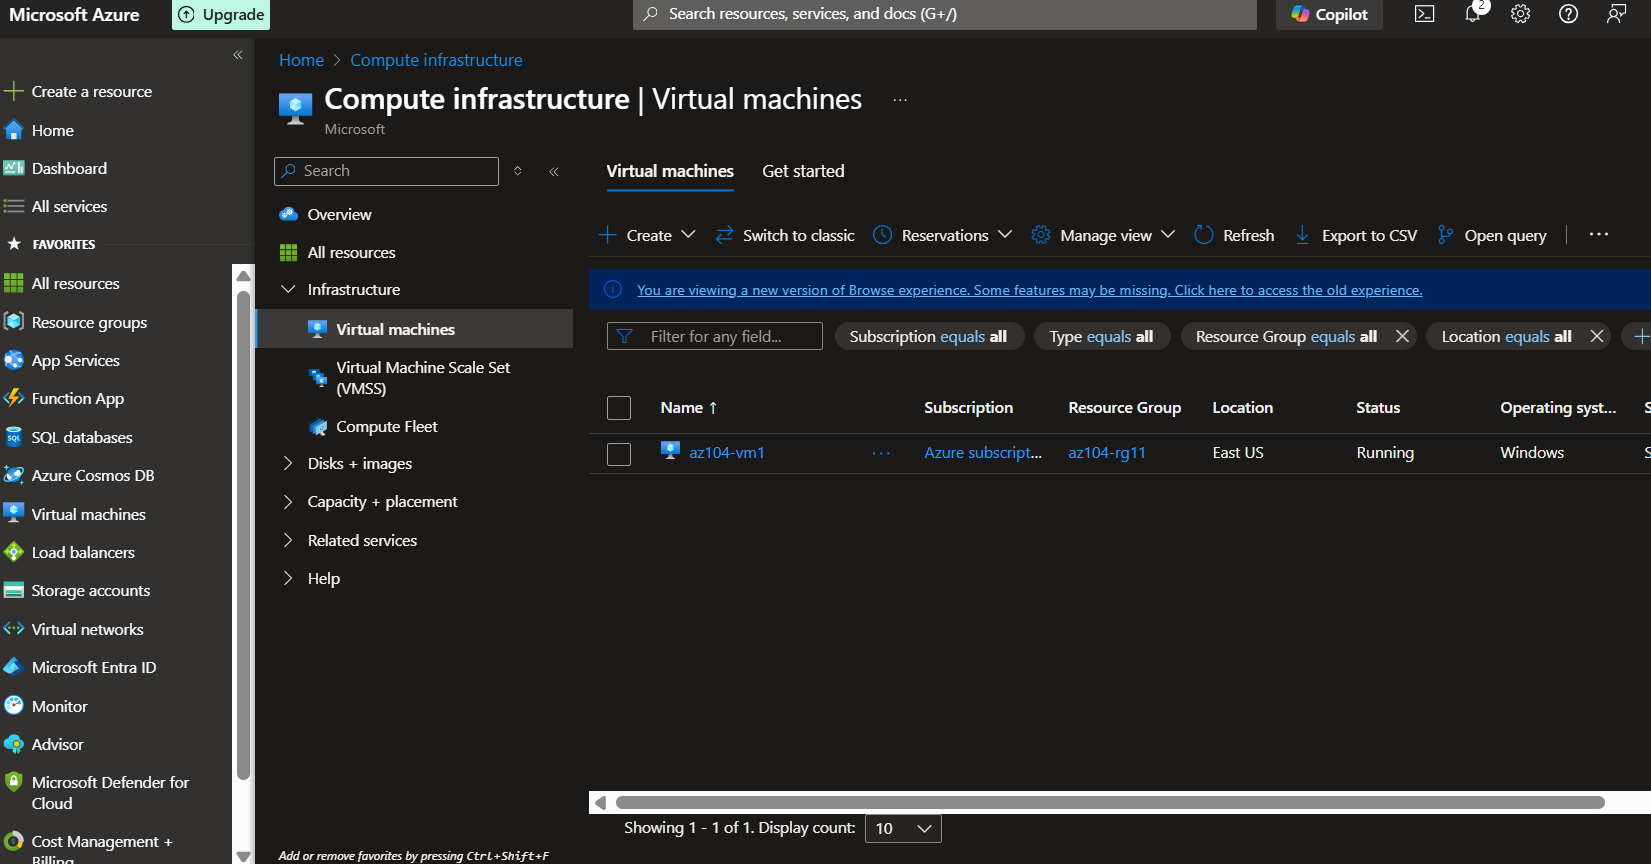 Microsoft Azure
Upgrade
Search resources, services, and docs (G+/)
Copilot
2
Create a resource
Home
Dashboard
All services
FAVORITES
All resources
Resource groups
App Services
Function App
SQL databases
Azure Cosmos DB
Virtual machines
Load balancers
Storage accounts
Virtual networks
Microsoft Entra ID
Monitor
Advisor
Microsoft Defender for
Cloud
Cost Management +
Billing
Home > Compute infrastructure
Compute infrastructure | Virtual machines ...
Microsoft
Search
Overview
All resources
Infrastructure
Virtual machines
Virtual Machine Scale Set
(VMSS)
Compute Fleet
Disks + images
Capacity + placement
Related services
Help
Add or remove favorites by pressing Ctrl+Shift+F
Virtual machines Get started
Create Switch to classic Reservations Manage view Refresh Export to CSV Open query ...
You are viewing a new version of Browse experience. Some features may be missing. Click here to access the old experience.
Filter for any field... Subscription equals all Type equals all Resource Group equals all Location equals all
Name ↑ Subscription Resource Group Location Status Operating syst... S
az104-vm1 ... Azure subscript... az104-rg11 East US Running Windows S
Showing 1 - 1 of 1. Display count: 10